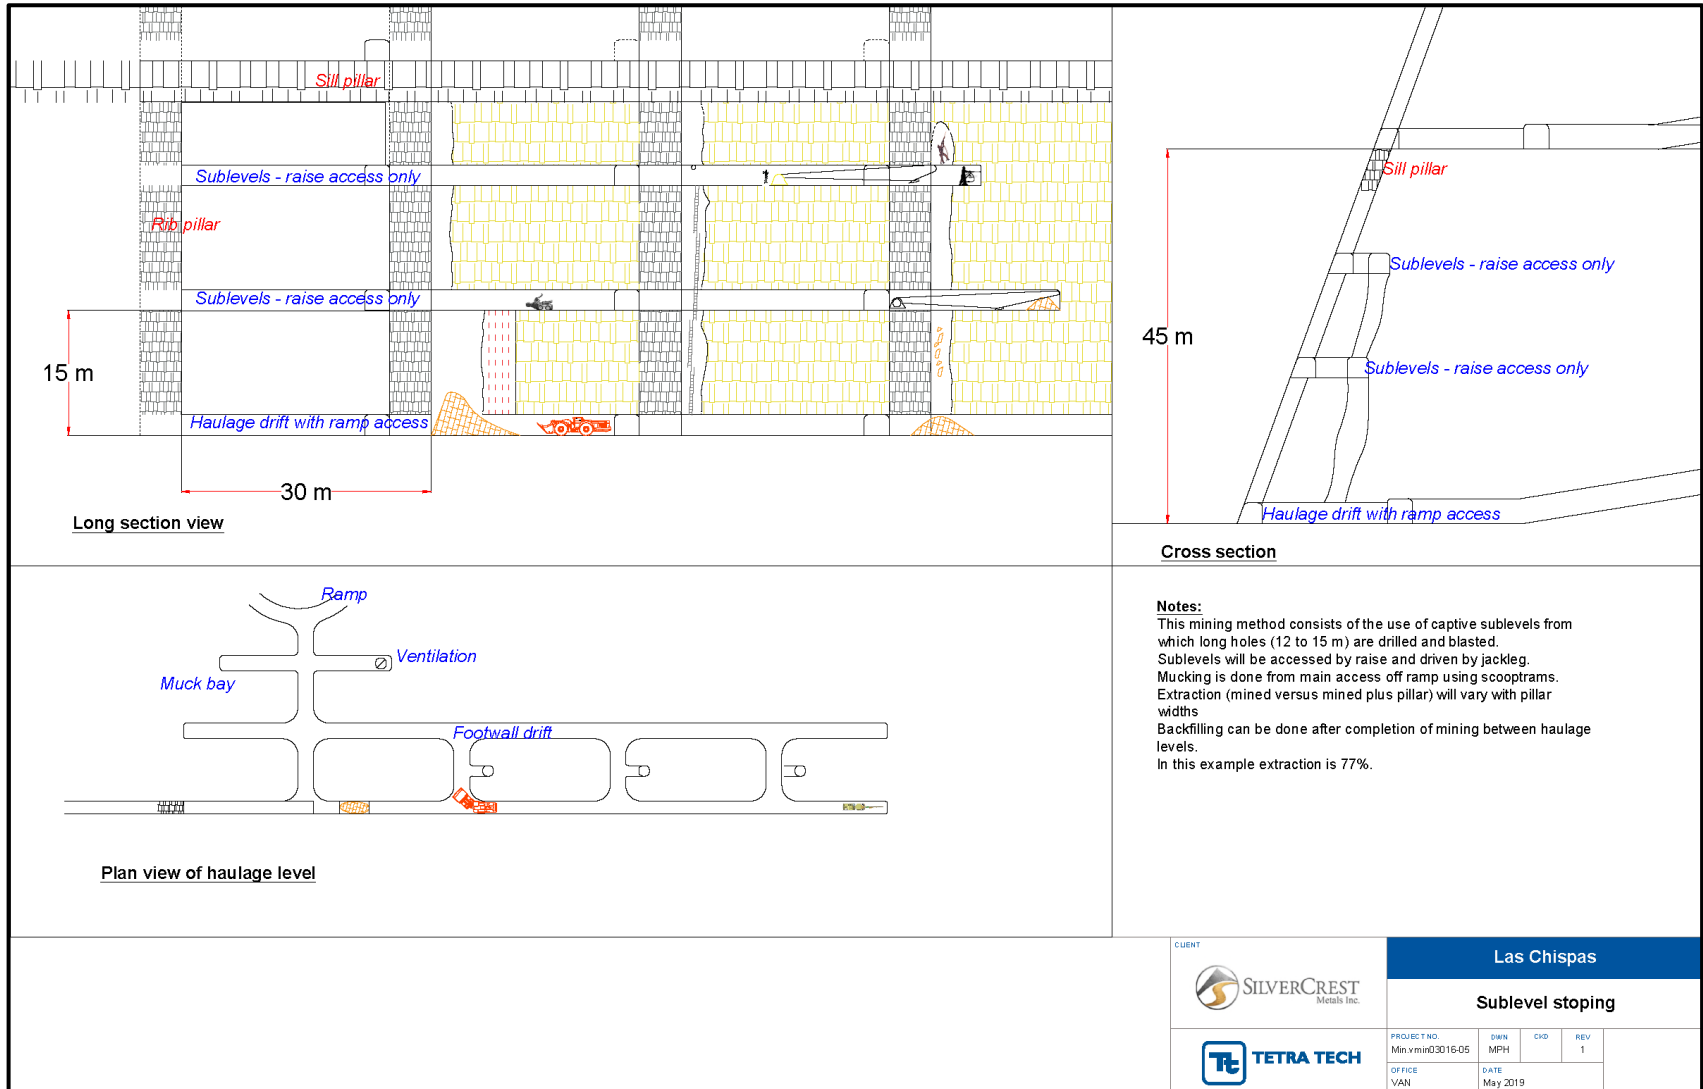 Sill pillar
Sublevels - raise access only
Rib pillar
Sublevels - raise access only
15 m
Haulage drift with ramp access
30 m
Long section view
Sill pillar
Sublevels - raise access only
45 m
Sublevels - raise access only
Haulage drift with ramp access
Cross section
Ramp
Ventilation
Muck bay
Footwall drift
Plan view of haulage level
Notes:
This mining method consists of the use of captive sublevels from
which long holes (12 to 15 m) are drilled and blasted.
Sublevels will be accessed by raise and driven by jackleg.
Mucking is done from main access off ramp using scooptrams.
Extraction (mined versus mined plus pillar) will vary with pillar
widths
Backfilling can be done after completion of mining between haulage
levels.
In this example extraction is 77%.
CLIENT
SILVERCREST
Metals Inc.
Las Chispas
Sublevel stoping
Tt TETRA TECH
PROJECT NO.
Min.vmin03016-05
DWN
MPH
CKD
REV
1
OFFICE
VAN
DATE
May 2019